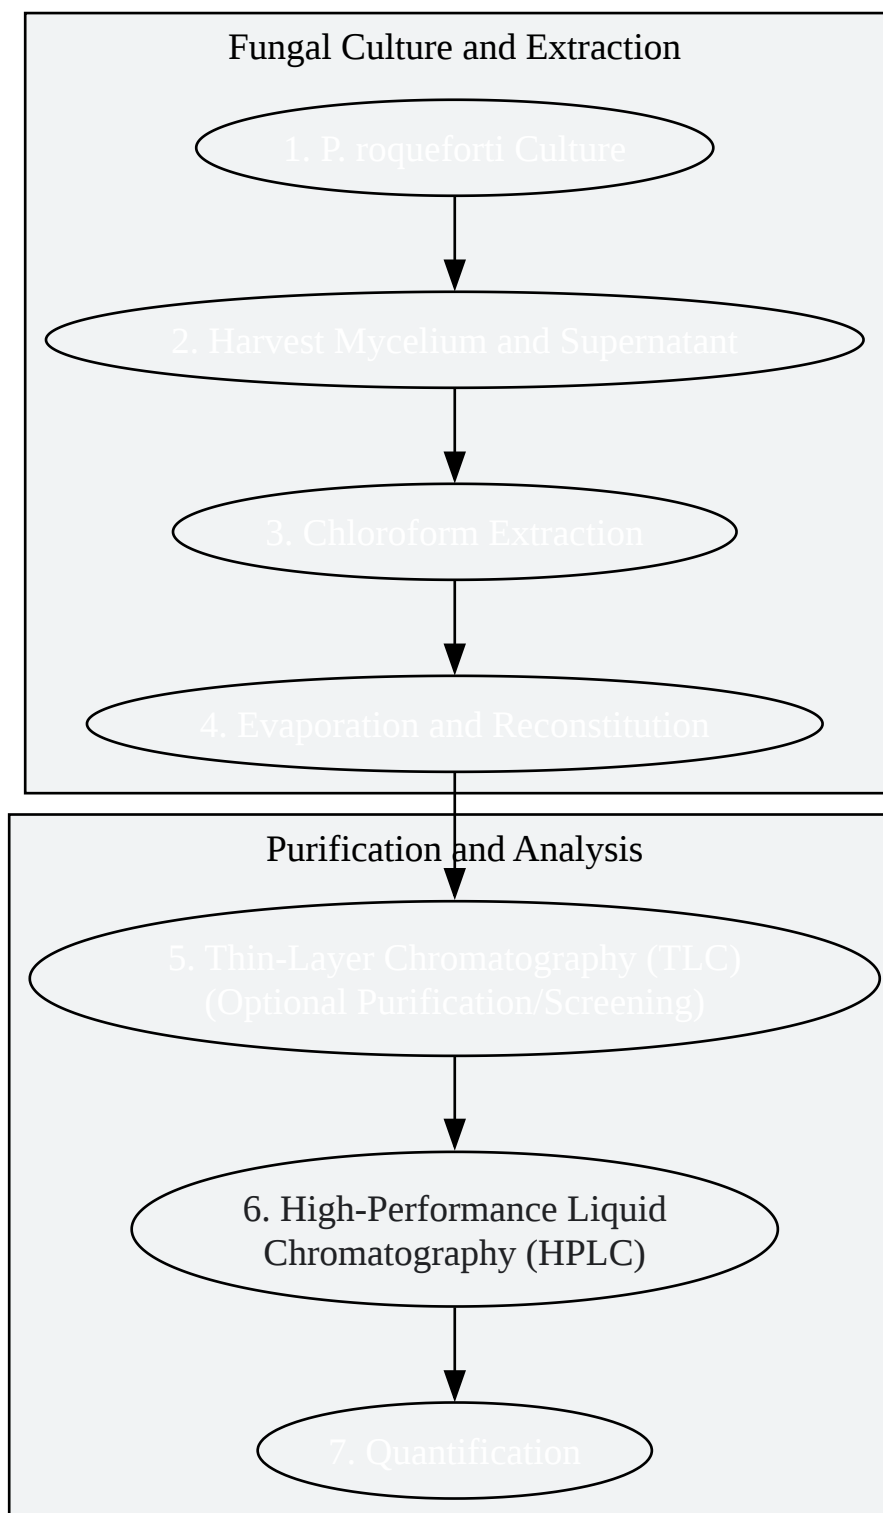 Fungal Culture and Extraction
1. P. roqueforti Culture
2. Harvest Mycelium and Supernatant
3. Chloroform Extraction
4. Evaporation and Reconstitution
Purification and Analysis
5. Thin-Layer Chromatography (TLC)
(Optional Purification/Screening)
6. High-Performance Liquid
Chromatography (HPLC)
7. Quantification